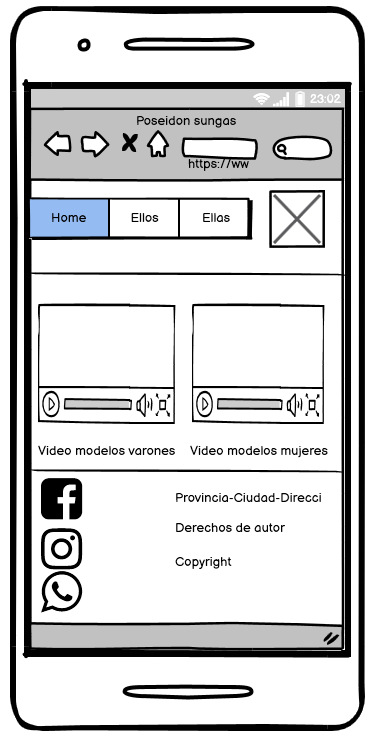 23:02
Poseidon sungas
https://ww
Home Ellos Ellas
Video modelos varones Video modelos mujeres
Provincia-Ciudad-Direcci
Derechos de autor
Copyright